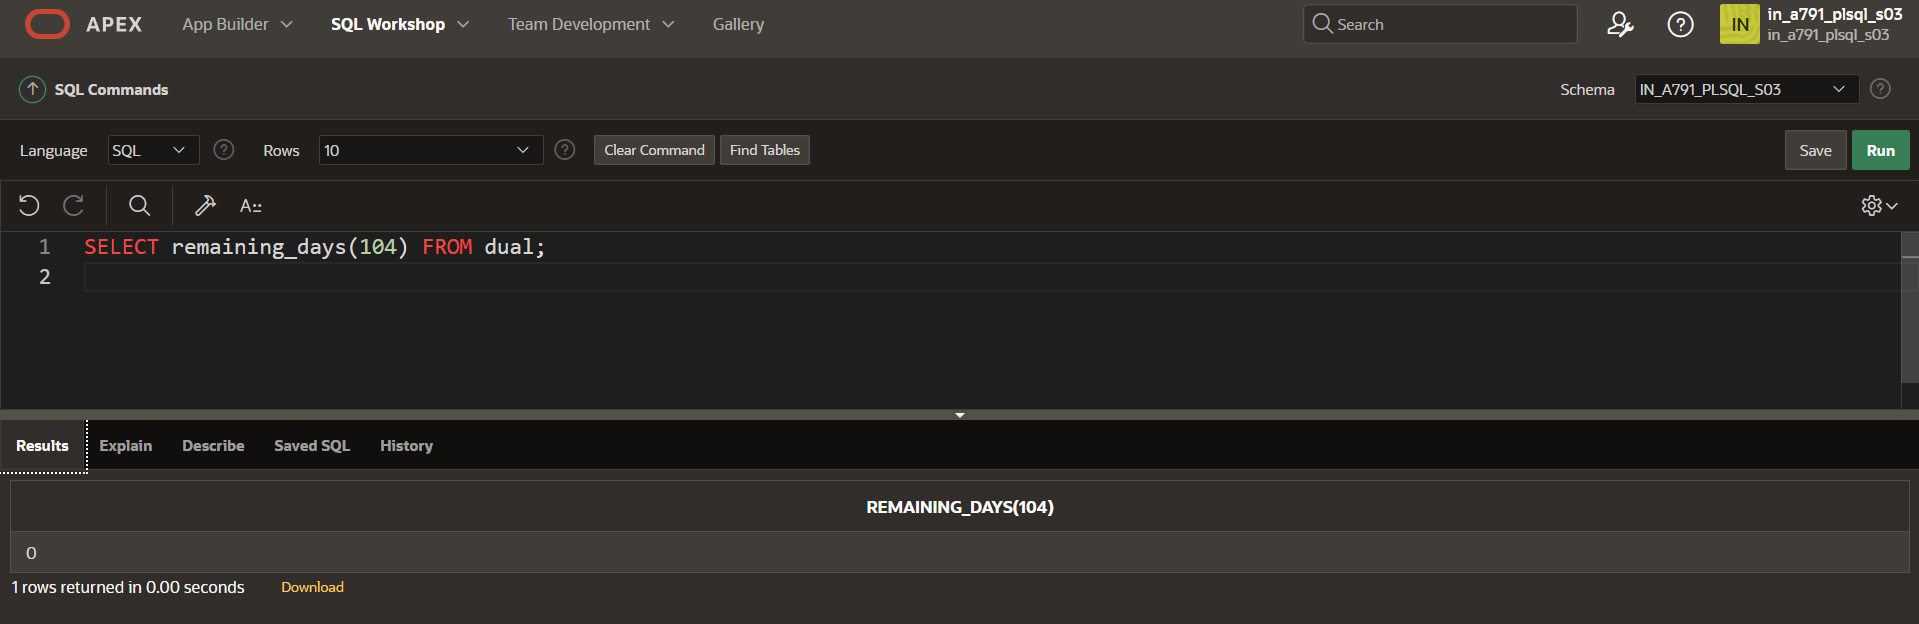 APEX App Builder SQL Workshop Team Development Gallery Search IN in_a791_plsql_s03
in_a791_plsql_s03
SQL Commands Schema IN_A791_PLSQL_S03
Language SQL Rows 10 Clear Command Find Tables Save Run
A::
1 SELECT remaining_days(104) FROM dual;
2
Results Explain Describe Saved SQL History
REMAINING_DAYS(104)
0
1 rows returned in 0.00 seconds Download